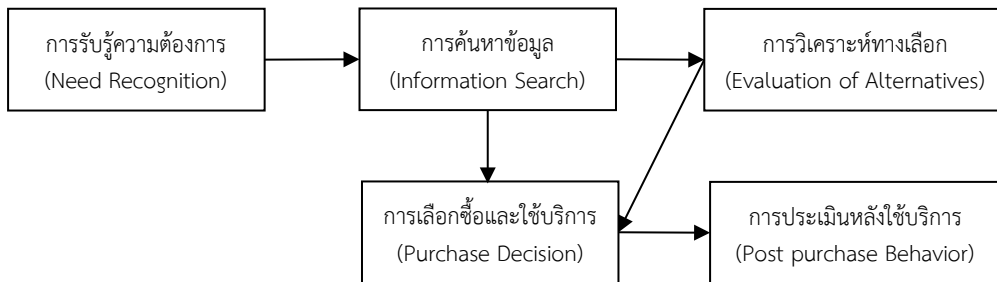 การรับรู้ความต้องการ
(Need Recognition)
การค้นหาข้อมูล
(Information Search)
การวิเคราะห์ทางเลือก
(Evaluation of Alternatives)
การเลือกซื้อและใช้บริการ
(Purchase Decision)
การประเมินหลังใช้บริการ
(Post purchase Behavior)